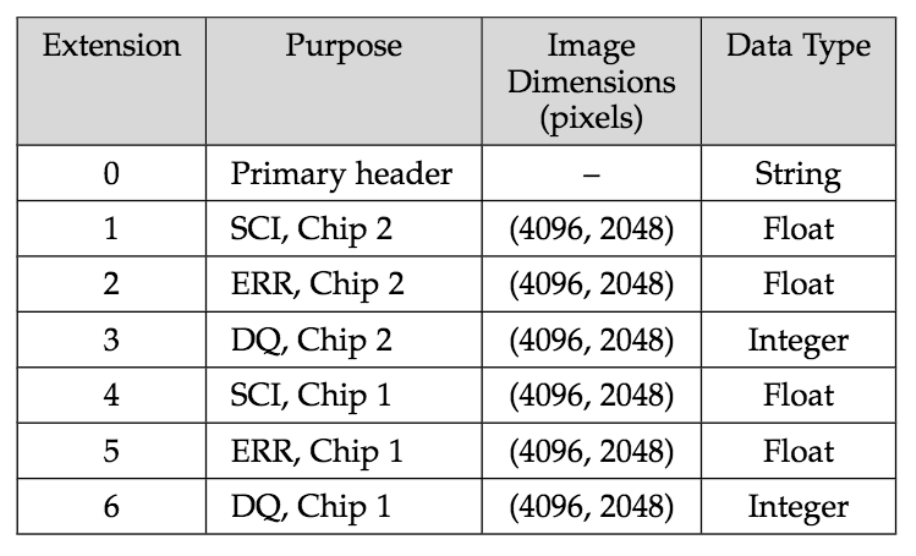 Extension Purpose Image Dimensions (pixels) Data Type
0 Primary header – String
1 SCI, Chip 2 (4096, 2048) Float
2 ERR, Chip 2 (4096, 2048) Float
3 DQ, Chip 2 (4096, 2048) Integer
4 SCI, Chip 1 (4096, 2048) Float
5 ERR, Chip 1 (4096, 2048) Float
6 DQ, Chip 1 (4096, 2048) Integer